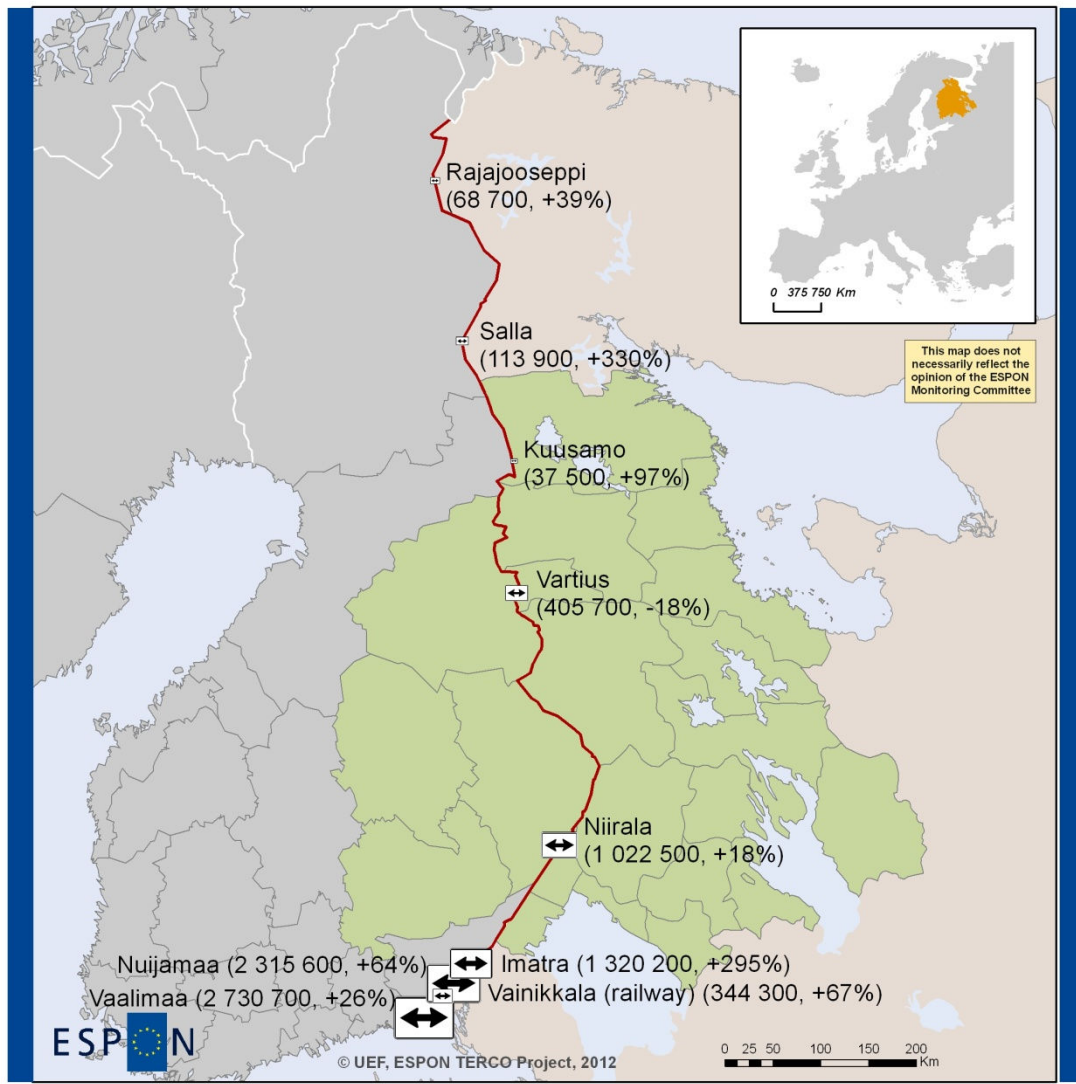 Rajajooseppi
(68 700, +39%)
0 375 750 Km
Salla
(113 900, +330%)
This map does not
necessarily reflect the
opinion of the ESPON
Monitoring Committee
Kuusamo
(37 500, +97%)
Vartius
(405 700, -18%)
Niirala
(1 022 500, +18%)
Nuijamaa (2 315 600, +64%)
Imatra (1 320 200, +295%)
Vaalimaa (2 730 700, +26%)
Vainikkala (railway) (344 300, +67%)
ESPON
© UEF, ESPON TERCO Project, 2012
0 25 50 100 150 200
Km